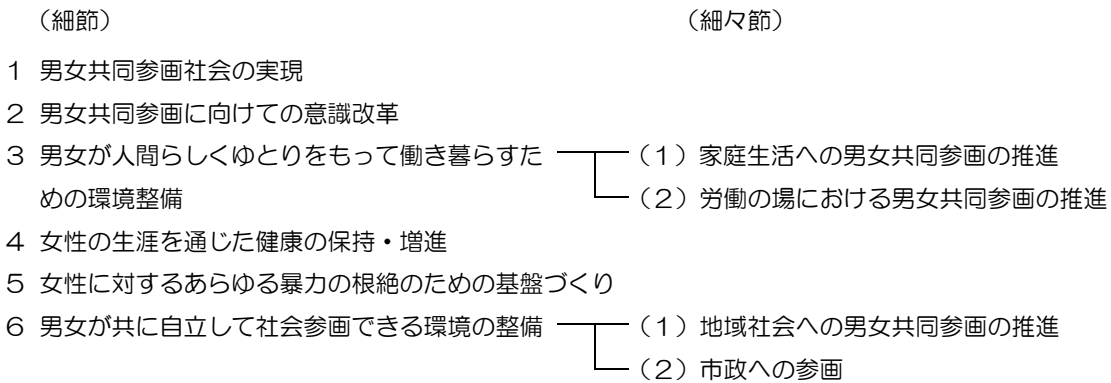 （細節） （細々節）
１ 男女共同参画社会の実現
２ 男女共同参画に向けての意識改革
３ 男女が人間らしくゆとりをもって働き暮らすた （１）家庭生活への男女共同参画の推進
めの環境整備 （２）労働の場における男女共同参画の推進
４ 女性の生涯を通じた健康の保持・増進
５ 女性に対するあらゆる暴力の根絶のための基盤づくり
６ 男女が共に自立して社会参画できる環境の整備 （１）地域社会への男女共同参画の推進
（２）市政への参画